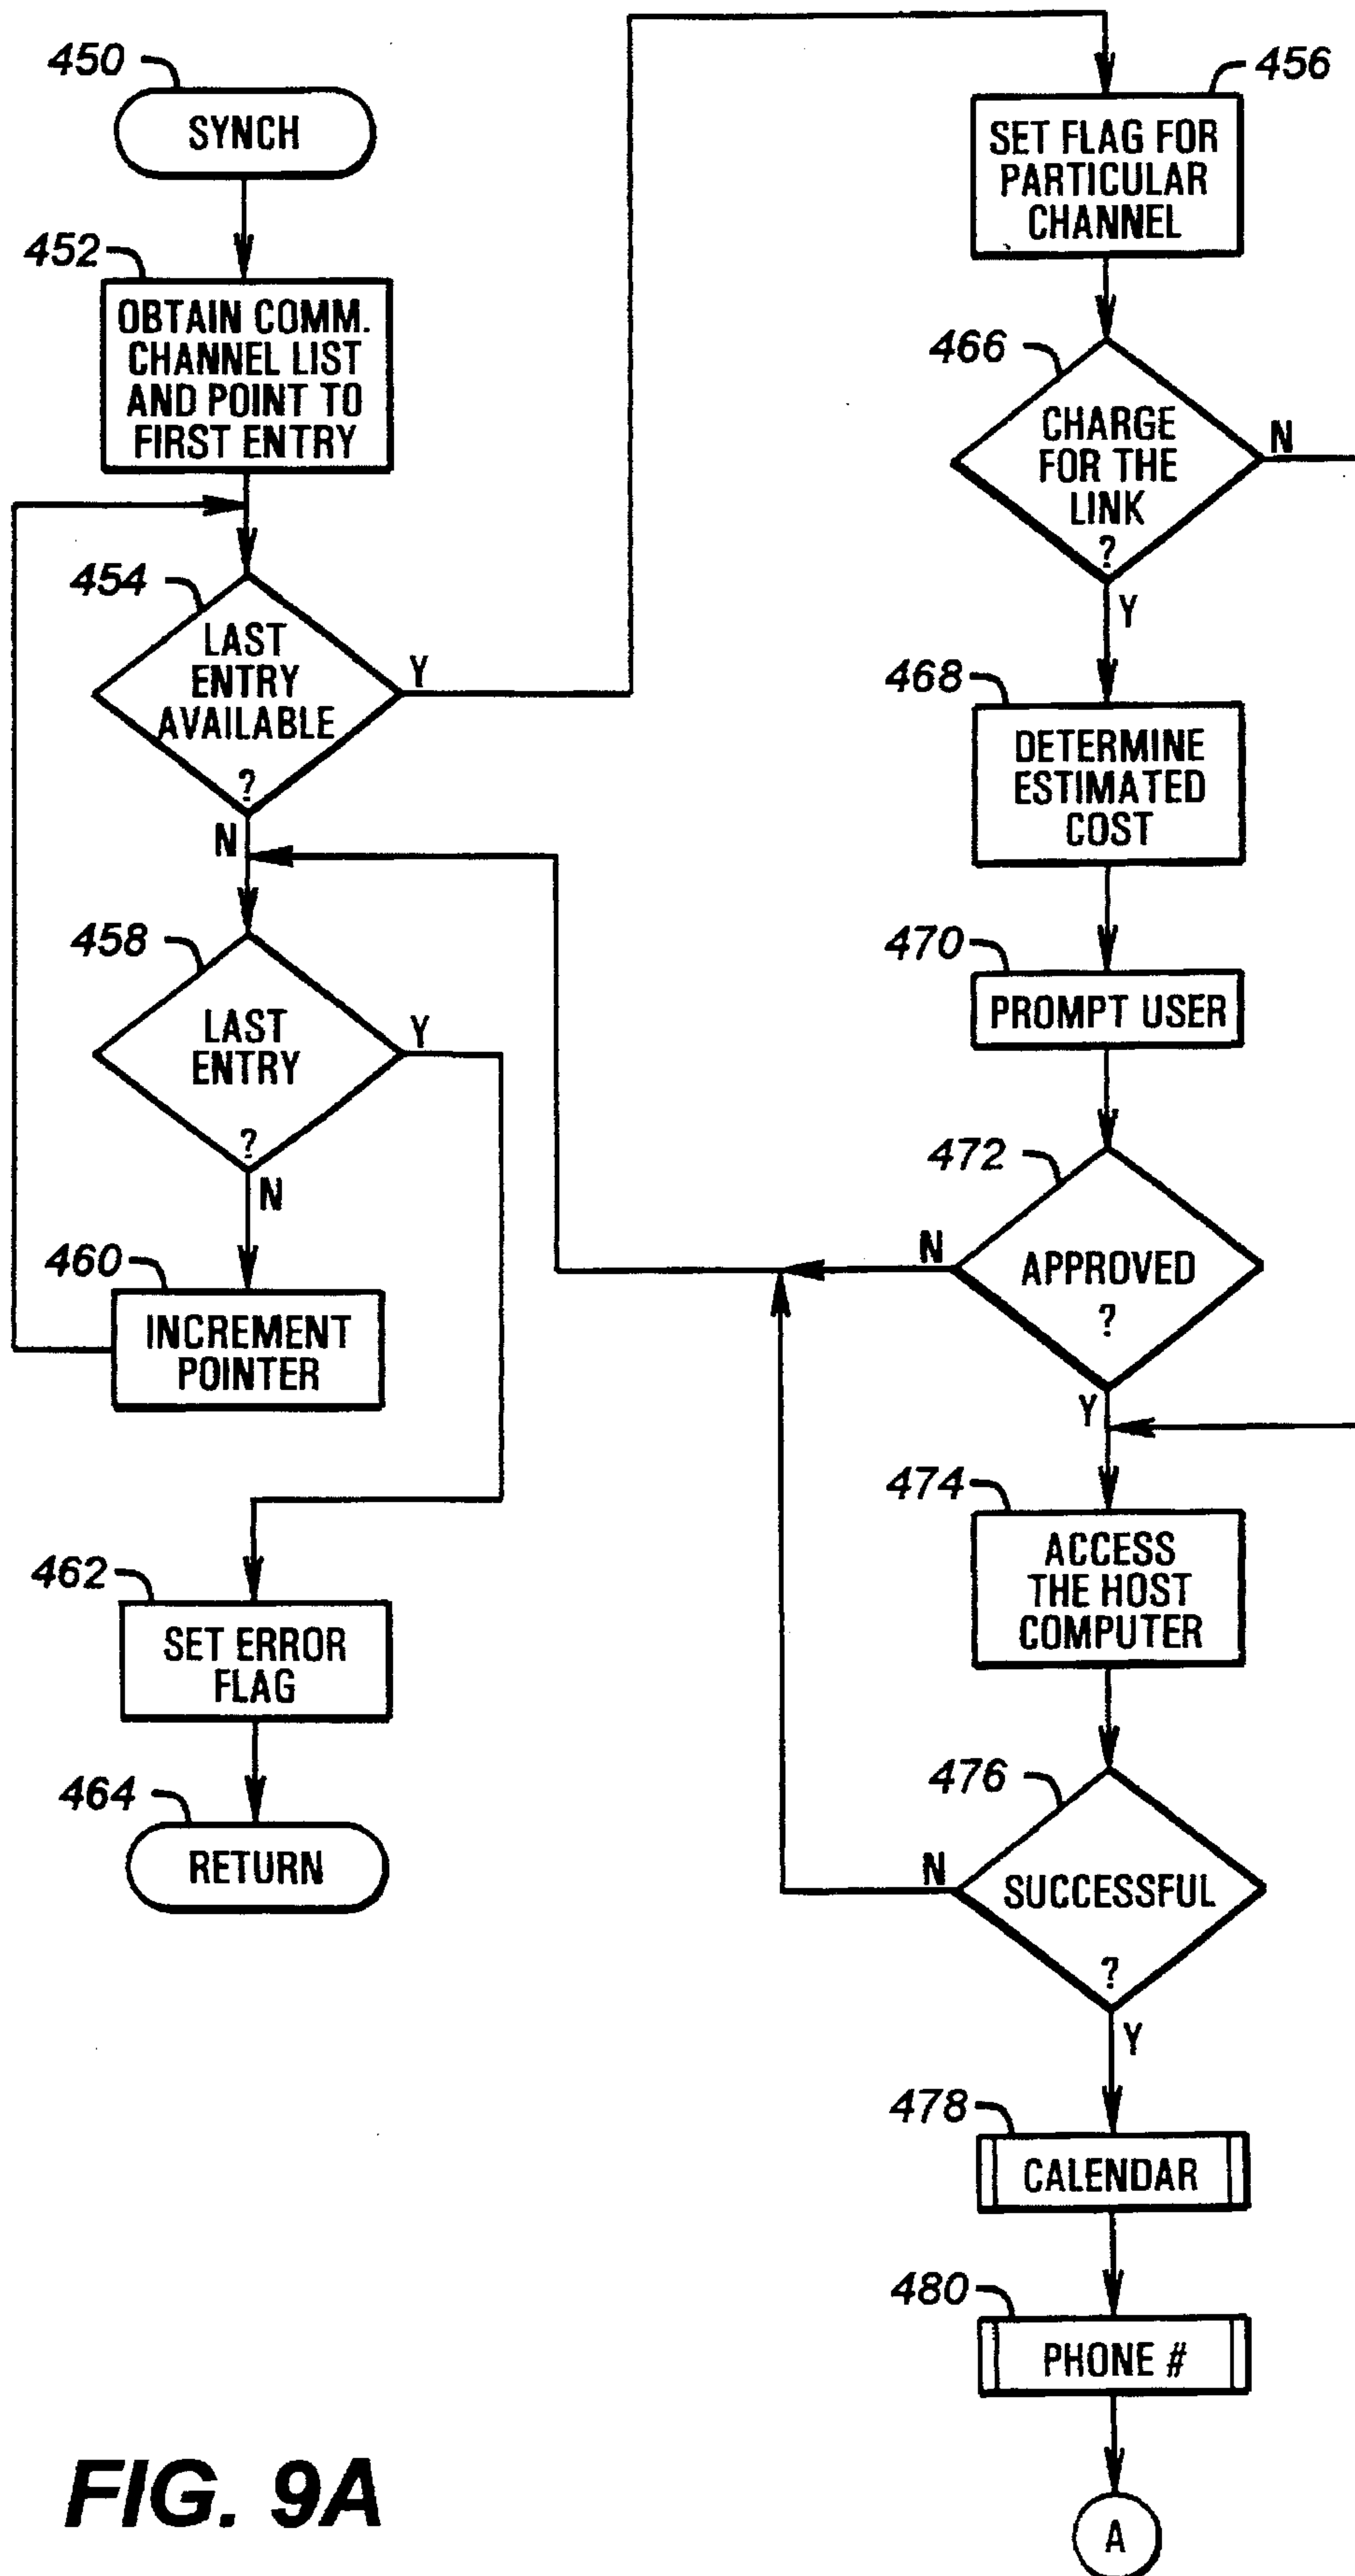 450
SYNCH
452
OBTAIN COMM.
CHANNEL LIST
AND POINT TO
FIRST ENTRY
454
LAST
ENTRY
AVAILABLE
?
Y
N
458
LAST
ENTRY
?
Y
N
460
INCREMENT
POINTER
462
SET ERROR
FLAG
464
RETURN
456
SET FLAG FOR
PARTICULAR
CHANNEL
466
CHARGE
FOR THE
LINK
?
N
Y
468
DETERMINE
ESTIMATED
COST
470
PROMPT USER
472
APPROVED
?
N
Y
474
ACCESS
THE HOST
COMPUTER
476
SUCCESSFUL
?
N
Y
478
CALENDAR
480
PHONE #
A
FIG. 9A